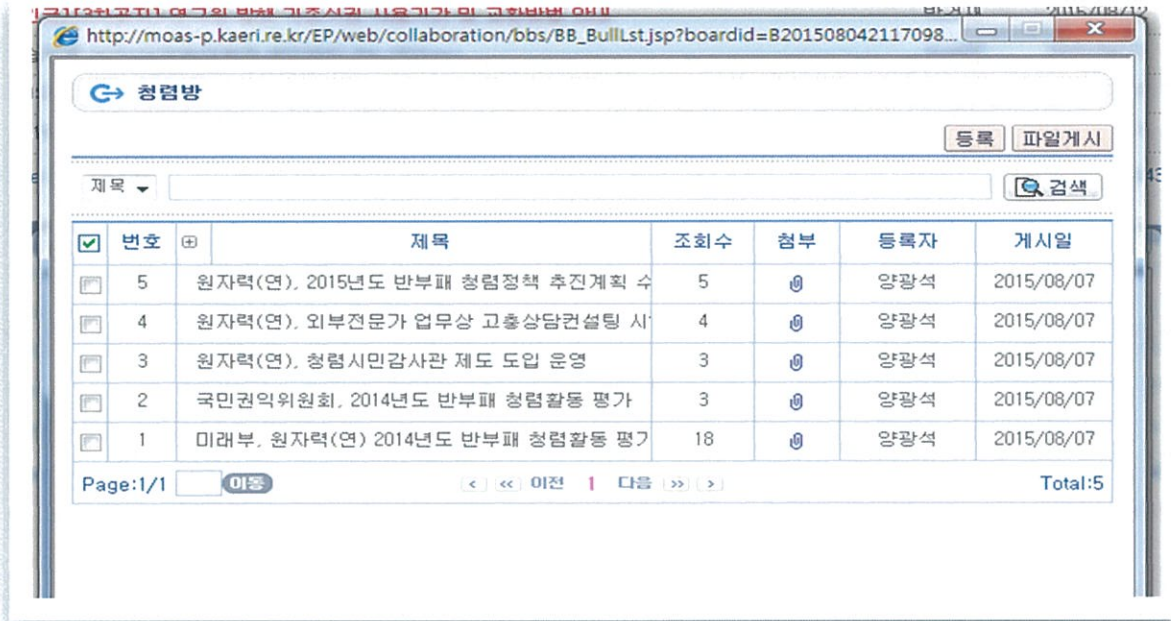 2015/08/12
http://moas-p.kaeri.re.kr/EP/web/collaboration/bbs/BB_BullLst.jsp?boardid=B201508042117098...
청렴방
등록 파일게시
제목 검색
번호 제목 조회수 첨부 등록자 게시일
5 원자력(연), 2015년도 반부패 청렴정책 추진계획 수 5 양광석 2015/08/07
4 원자력(연), 외부전문가 업무상 고충상담컨설팅 시 4 양광석 2015/08/07
3 원자력(연), 청렴시민감사관 제도 도입 운영 3 양광석 2015/08/07
2 국민권익위원회, 2014년도 반부패 청렴활동 평가 3 양광석 2015/08/07
1 미래부, 원자력(연) 2014년도 반부패 청렴활동 평가 18 양광석 2015/08/07
Page:1/1 이동 < << 이전 1 다음 >> > Total:5